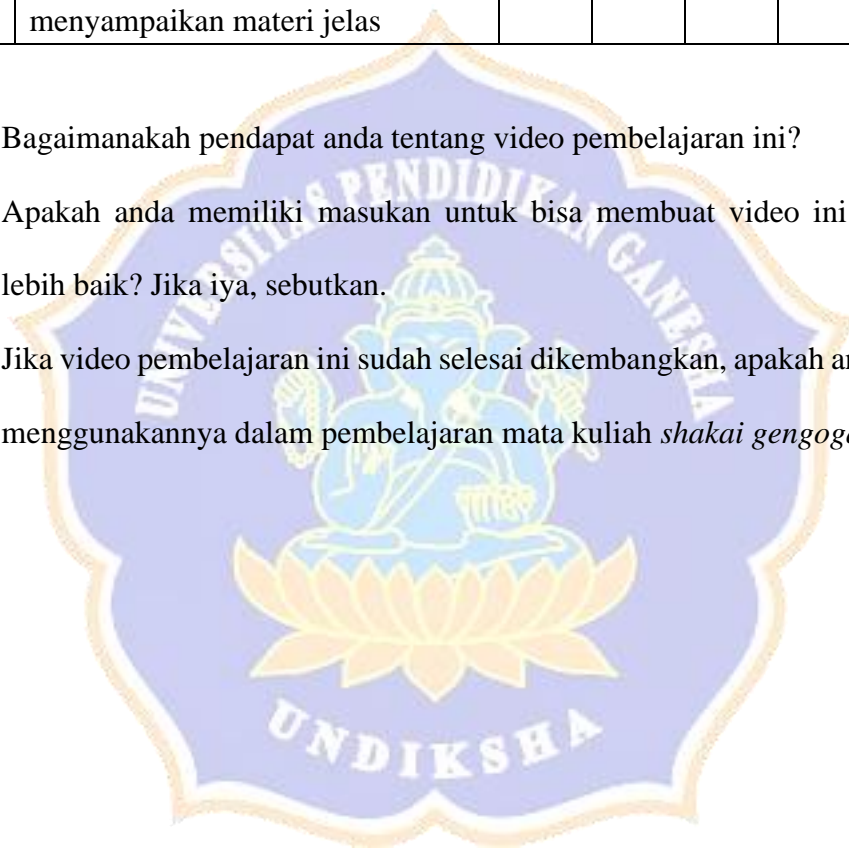 menyampaikan materi jelas
Bagaimanakah pendapat anda tentang video pembelajaran ini?
Apakah anda memiliki masukan untuk bisa membuat video ini
lebih baik? Jika iya, sebutkan.
Jika video pembelajaran ini sudah selesai dikembangkan, apakah
menggunakannya dalam pembelajaran mata kuliah shakai
UNIVERSITAS PENDIDIKAN GANESHA
UNDIKSHA